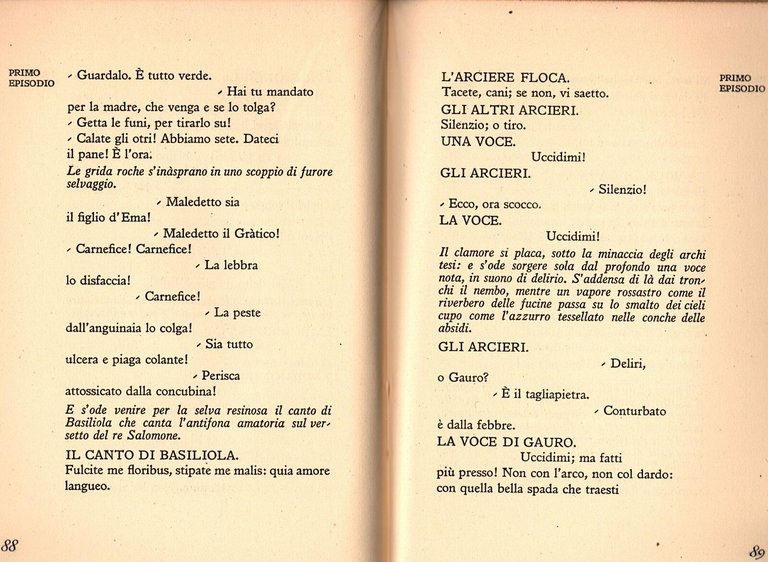 PRIMO
EPISODIO
- Guardalo. È tutto verde.
- Hai tu mandato
per la madre, che venga e se lo tolga?
- Getta le funi, per tirarlo su!
- Calate gli otri! Abbiamo sete. Dateci
il pane! È l'ora.
Le grida roche s'inàsprano in uno scoppio di furore
selvaggio.
- Maledetto sia
il figlio d'Ema!
- Maledetto il Gràtico!
- Carnefice! Carnefice!
- La lebbra
lo disfaccia!
- Carnefice!
- La peste
dall'anguinaia lo colga!
- Sia tutto
ulcera e piaga colante!
- Perisca
attossicato dalla concubina!
E s'ode venire per la selva resinosa il canto di
Basiliola che canta l'antifona amatoria sul ver-
setto del re Salomone.
IL CANTO DI BASILIOLA.
Fulcite me floribus, stipate me malis: quia amore
langueo.
88
PRIMO
EPISODIO
L'ARCIERE FLOCA.
Tacete, cani; se non, vi saetto.
GLI ALTRI ARCIERI.
Silenzio; o tiro.
UNA VOCE.
Uccidimi!
GLI ARCIERI.
- Silenzio!
- Ecco, ora scocco.
LA VOCE.
Uccidimi!
Il clamore si placa, sotto la minaccia degli archi
tesi: e s'ode sorgere sola dal profondo una voce
nota, in suono di delirio. S'addensa di là dai tron-
chi il nembo, mentre un vapore rossastro come il
riverbero delle fucine passa su lo smalto dei cieli
cupo come l'azzurro tessellato nelle conche delle
absidi.
GLI ARCIERI.
- Deliri,
o Gauro?
- È il tagliapietra.
- Conturbato
è dalla febbre.
LA VOCE DI GAURO.
Uccidimi; ma fatti
più presso! Non con l'arco, non col dardo:
con quella bella spada che traesti
89